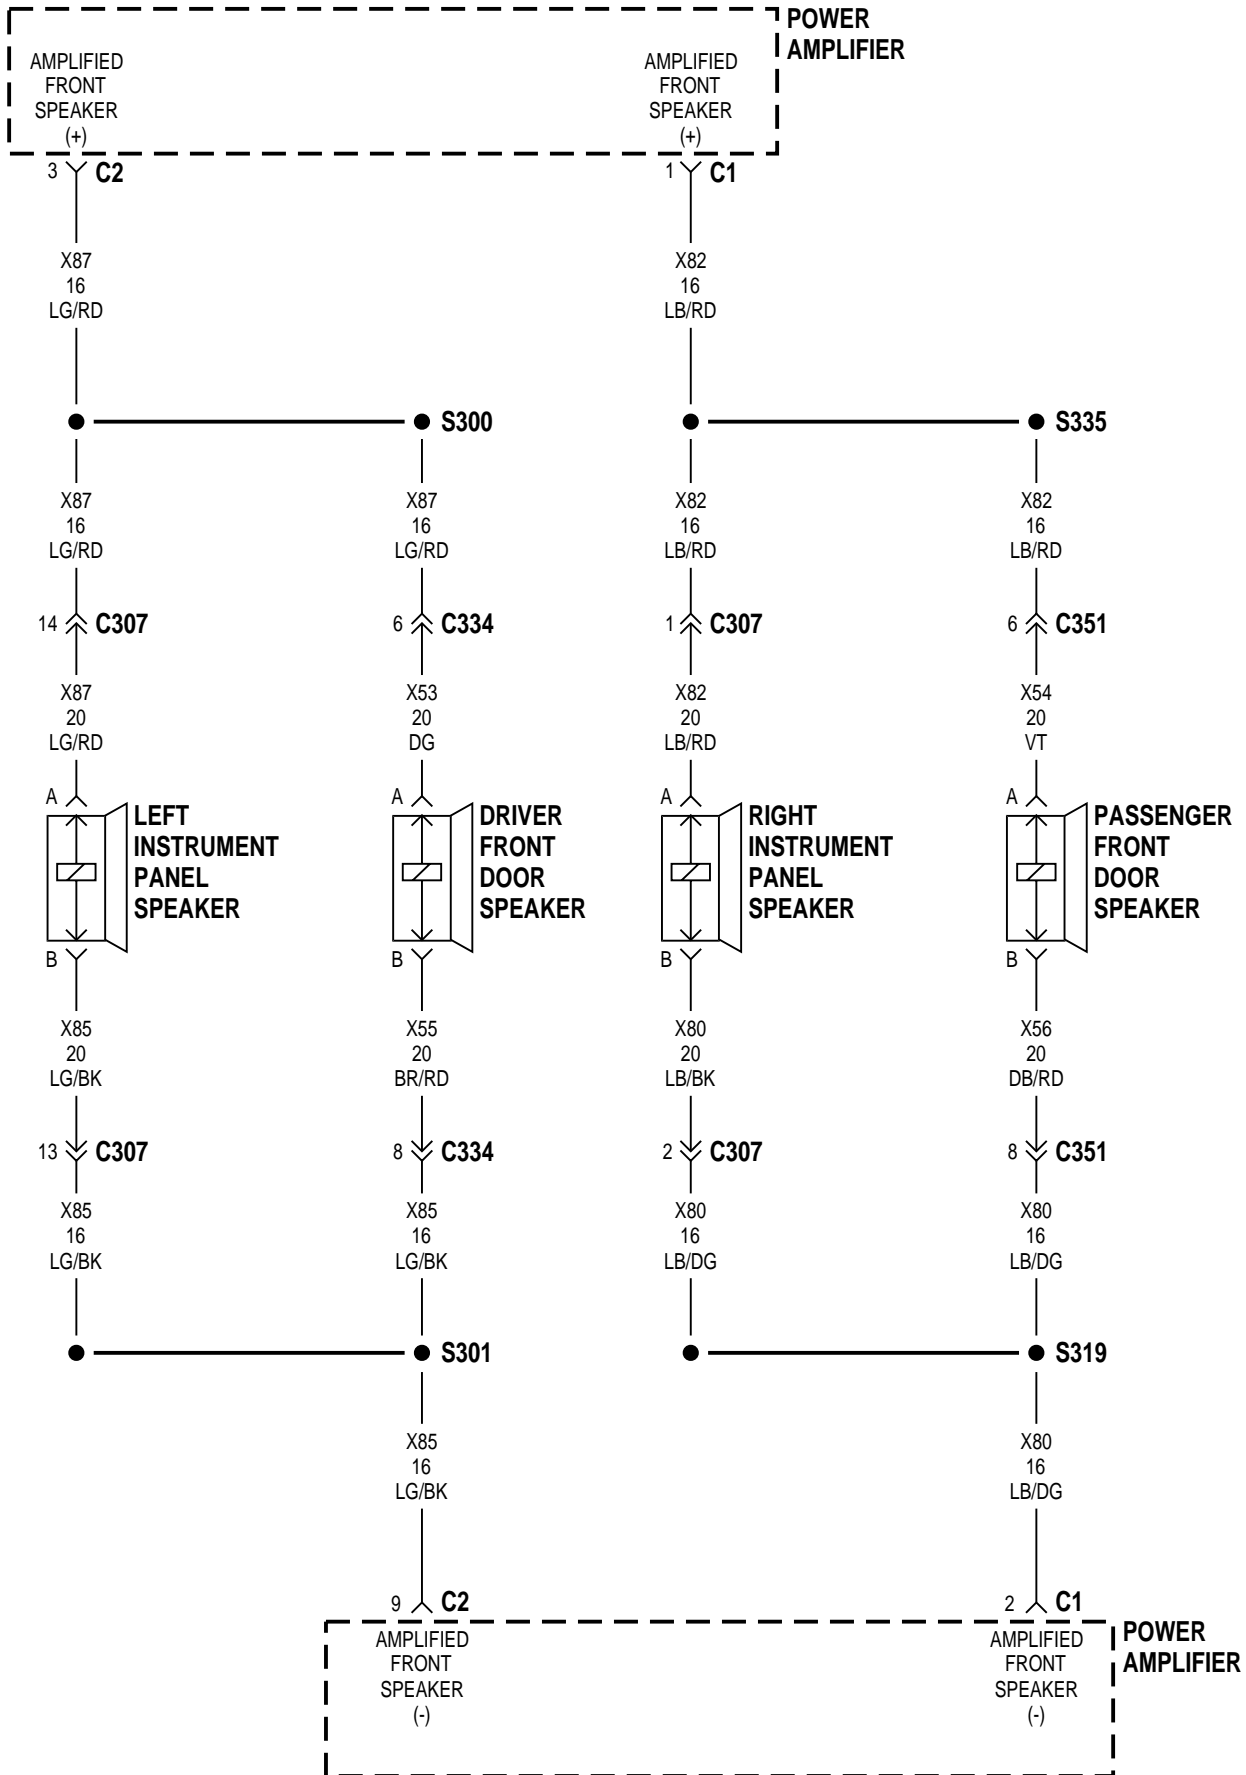 POWER
AMPLIFIER
AMPLIFIED
FRONT
SPEAKER
(+)
AMPLIFIED
FRONT
SPEAKER
(+)
3 C2
1 C1
X87
16
LG/RD
X82
16
LB/RD
S300
S335
X87
16
LG/RD
X87
16
LG/RD
X82
16
LB/RD
X82
16
LB/RD
14 C307
6 C334
1 C307
6 C351
X87
20
LG/RD
X53
20
DG
X82
20
LB/RD
X54
20
VT
A
LEFT
INSTRUMENT
PANEL
SPEAKER
B
A
DRIVER
FRONT
DOOR
SPEAKER
B
A
RIGHT
INSTRUMENT
PANEL
SPEAKER
B
A
PASSENGER
FRONT
DOOR
SPEAKER
B
X85
20
LG/BK
X55
20
BR/RD
X80
20
LB/BK
X56
20
DB/RD
13 C307
8 C334
2 C307
8 C351
X85
16
LG/BK
X85
16
LG/BK
X80
16
LB/DG
X80
16
LB/DG
S301
S319
X85
16
LG/BK
X80
16
LB/DG
9 C2
2 C1
AMPLIFIED
FRONT
SPEAKER
(-)
AMPLIFIED
FRONT
SPEAKER
(-)
POWER
AMPLIFIER